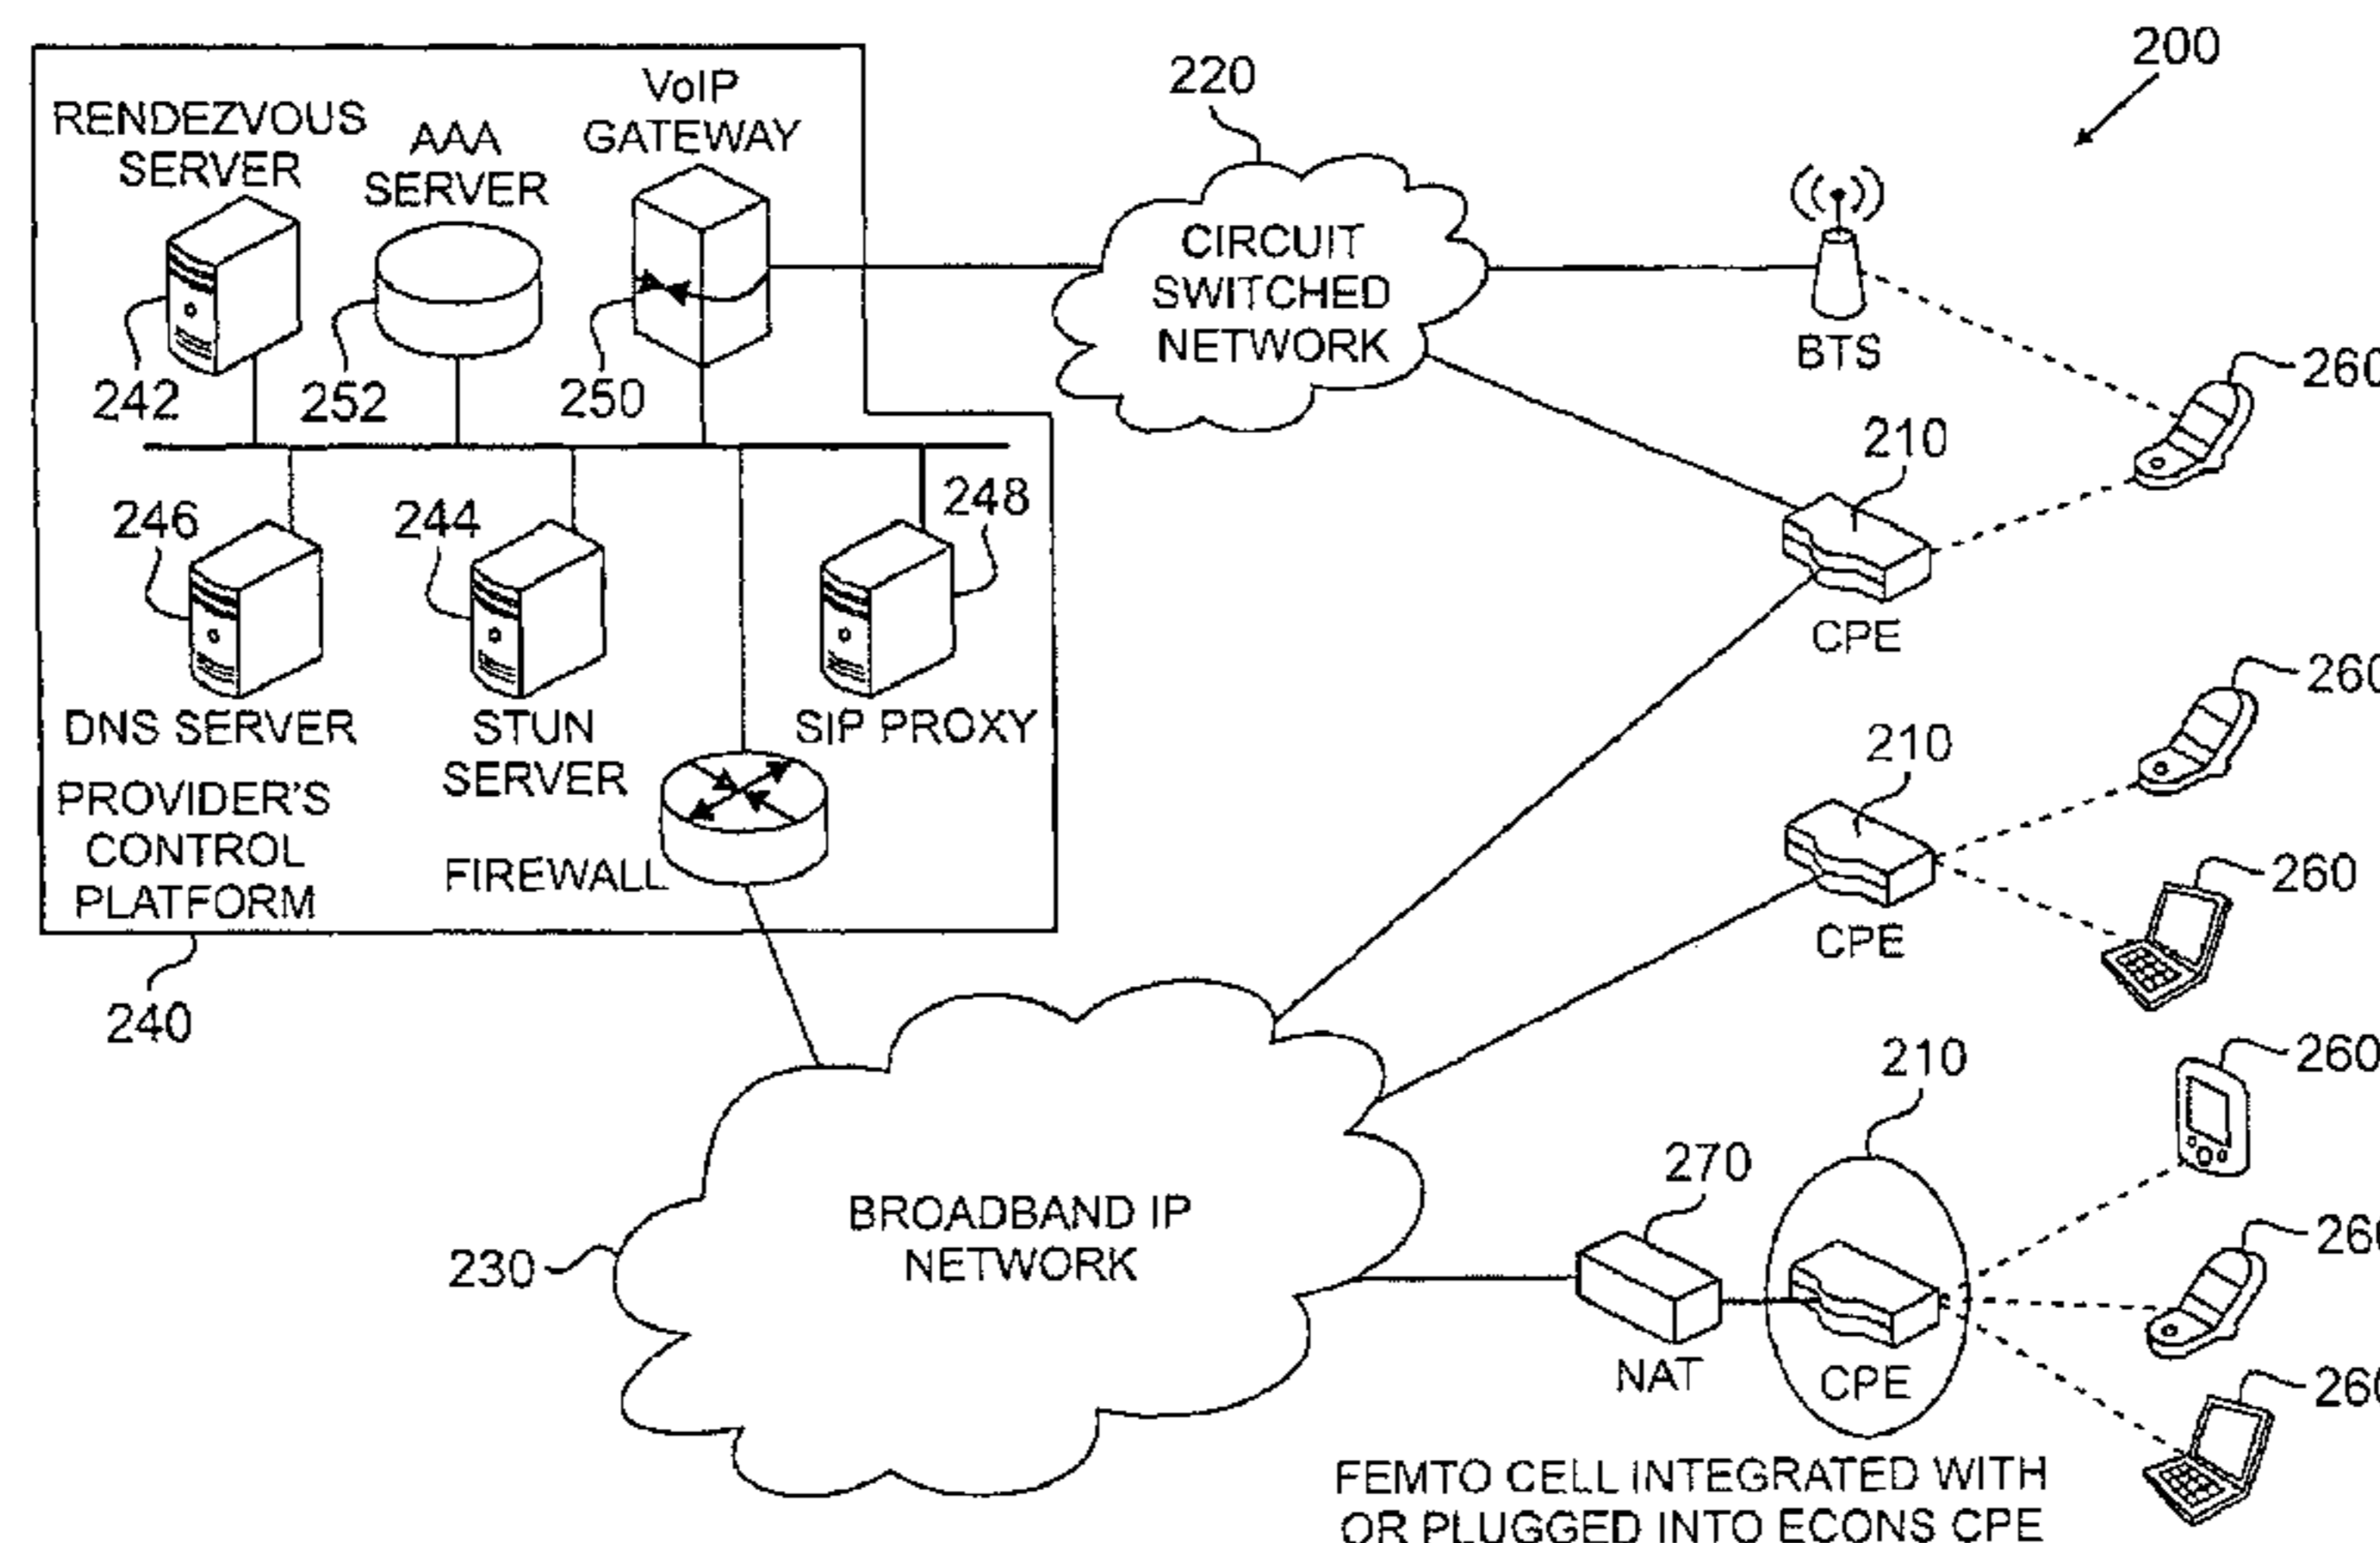 200
220
RENDEZVOUS
SERVER
AAA
SERVER
VoIP
GATEWAY
242
252
250
CIRCUIT
SWITCHED
NETWORK
BTS
260
210
CPE
246
244
248
DNS SERVER
STUN
SERVER
SIP PROXY
PROVIDER'S
CONTROL
PLATFORM
FIREWALL
240
260
210
CPE
260
BROADBAND IP
NETWORK
230
270
NAT
210
CPE
260
260
260
FEMTO CELL INTEGRATED WITH
OR PLUGGED INTO ECONS CPE